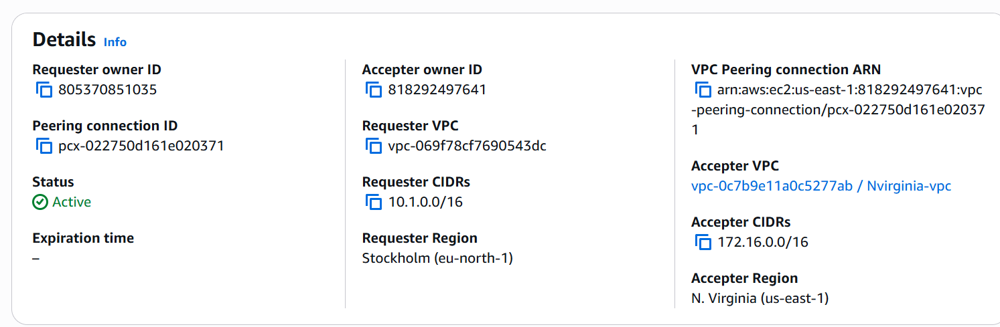 Details Info
Requester owner ID
805370851035
Peering connection ID
pcx-022750d161e020371
Status
Active
Expiration time
–
Accepter owner ID
818292497641
Requester VPC
vpc-069f78cf7690543dc
Requester CIDRs
10.1.0.0/16
Requester Region
Stockholm (eu-north-1)
VPC Peering connection ARN
arn:aws:ec2:us-east-1:818292497641:vpc
-peering-connection/pcx-022750d161e02037
1
Accepter VPC
vpc-0c7b9e11a0c5277ab / Nvirginia-vpc
Accepter CIDRs
172.16.0.0/16
Accepter Region
N. Virginia (us-east-1)